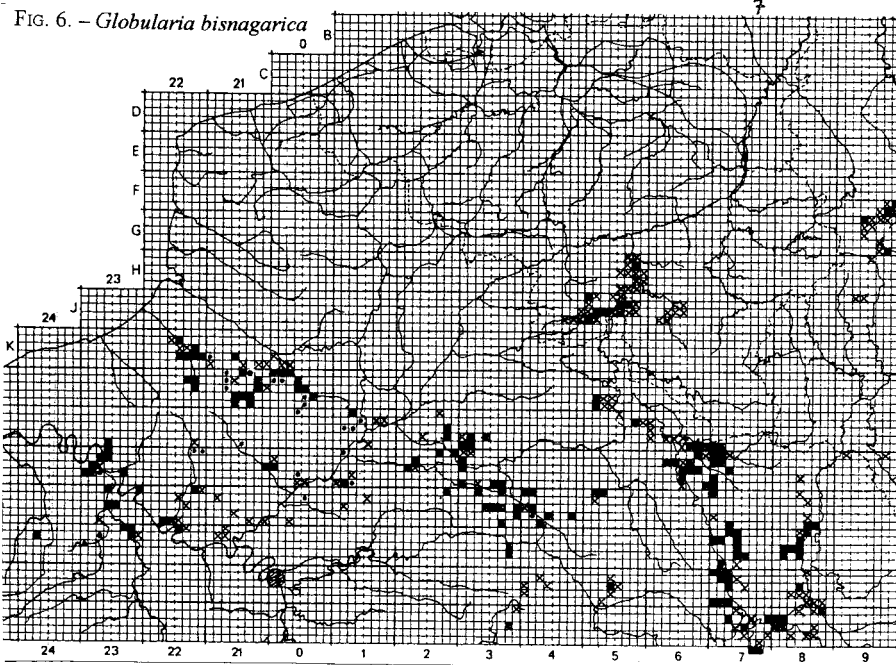 7
FIG. 6. – Globularia bisnagarica
B
0
C
22 21
D
E
F
G
H
23
J
24
K
24 23 22 21 0 1 2 3 4 5 6 7 8 9